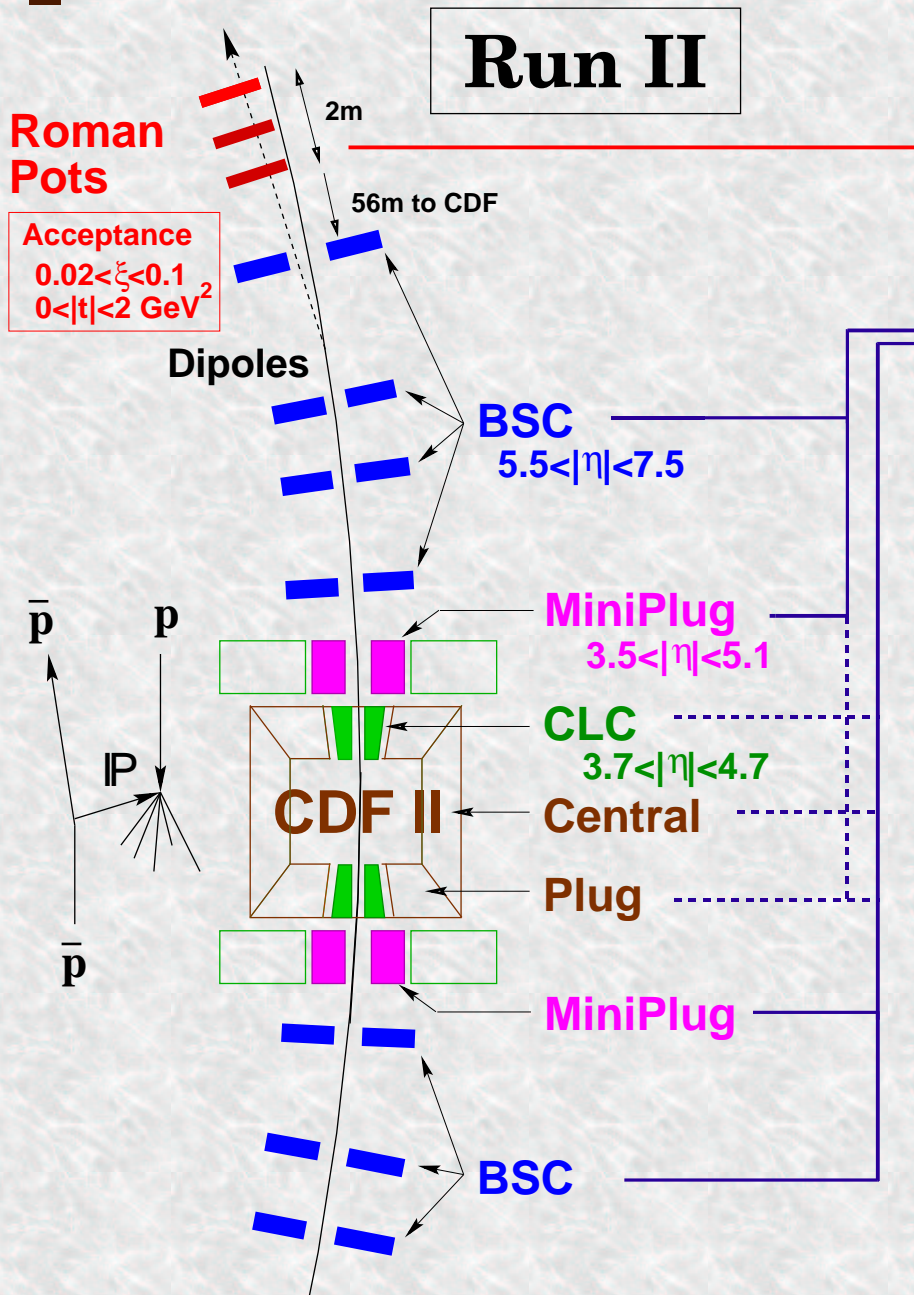 Run II
2m
Roman
Pots
56m to CDF
Acceptance
0.02<ξ<0.1
0<|t|<2 GeV²
Dipoles
BSC
5.5<|η|<7.5
p̅ p
MiniPlug
3.5<|η|<5.1
CLC
3.7<|η|<4.7
ℙ
CDF II
Central
Plug
p̅
MiniPlug
BSC